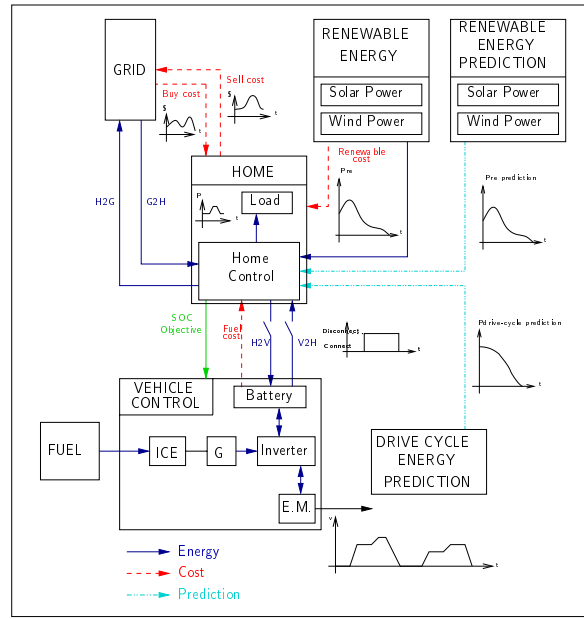 GRID
RENEWABLE
ENERGY
Solar Power
Wind Power
RENEWABLE
ENERGY
PREDICTION
Solar Power
Wind Power
Sell cost
Buy cost
$
t
$
t
Renewable
cost
HOME
P
t
Load
Home
Control
H2G
G2H
Pre
t
Pre prediction
t
SOC
Objective
Fuel
cost
H2V
V2H
Disconnect
Connect
t
Pdrive-cycle prediction
t
VEHICLE
CONTROL
Battery
FUEL
ICE
G
Inverter
E.M.
DRIVE CYCLE
ENERGY
PREDICTION
v
t
Energy
Cost
Prediction